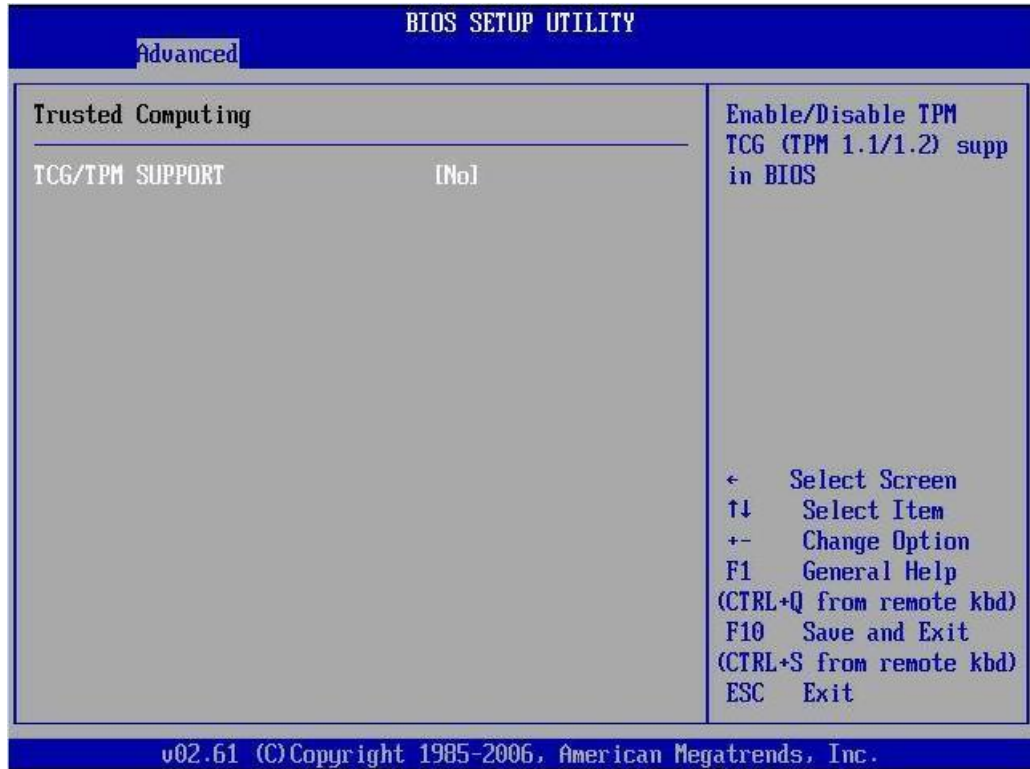 BIOS SETUP UTILITY
Advanced
Trusted Computing
TCG/TPM SUPPORT [No]
Enable/Disable TPM
TCG (TPM 1.1/1.2) supp
in BIOS
← Select Screen
↑↓ Select Item
+- Change Option
F1 General Help
(CTRL+Q from remote kbd)
F10 Save and Exit
(CTRL+S from remote kbd)
ESC Exit
v02.61 (C)Copyright 1985-2006, American Megatrends, Inc.